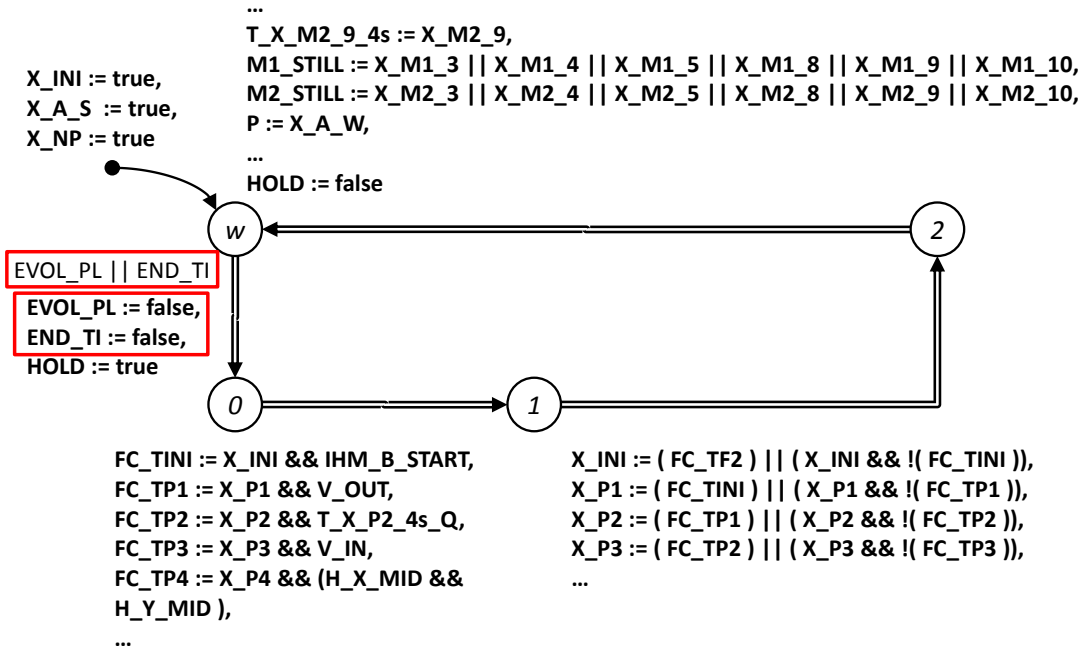 …
T_X_M2_9_4s := X_M2_9,
M1_STILL := X_M1_3 || X_M1_4 || X_M1_5 || X_M1_8 || X_M1_9 || X_M1_10,
M2_STILL := X_M2_3 || X_M2_4 || X_M2_5 || X_M2_8 || X_M2_9 || X_M2_10,
P := X_A_W,
…
HOLD := false
X_INI := true,
X_A_S := true,
X_NP := true
w
2
EVOL_PL || END_TI
EVOL_PL := false,
END_TI := false,
HOLD := true
0
1
FC_TINI := X_INI && IHM_B_START,
FC_TP1 := X_P1 && V_OUT,
FC_TP2 := X_P2 && T_X_P2_4s_Q,
FC_TP3 := X_P3 && V_IN,
FC_TP4 := X_P4 && (H_X_MID &&
H_Y_MID ),
…
X_INI := ( FC_TF2 ) || ( X_INI && !( FC_TINI )),
X_P1 := ( FC_TINI ) || ( X_P1 && !( FC_TP1 )),
X_P2 := ( FC_TP1 ) || ( X_P2 && !( FC_TP2 )),
X_P3 := ( FC_TP2 ) || ( X_P3 && !( FC_TP3 )),
…